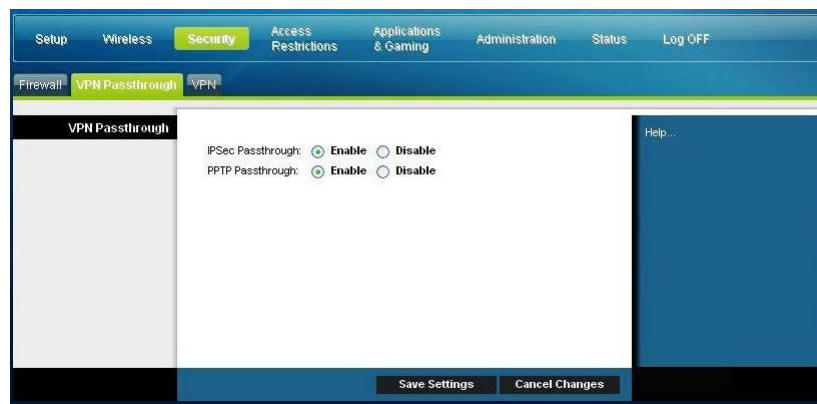 Setup Wireless Security Access Restrictions Applications & Gaming Administration Status Log OFF
Firewall VPN Passthrough VPN
VPN Passthrough
IPSec Passthrough: Enable Disable
PPTP Passthrough: Enable Disable
Help...
Save Settings Cancel Changes